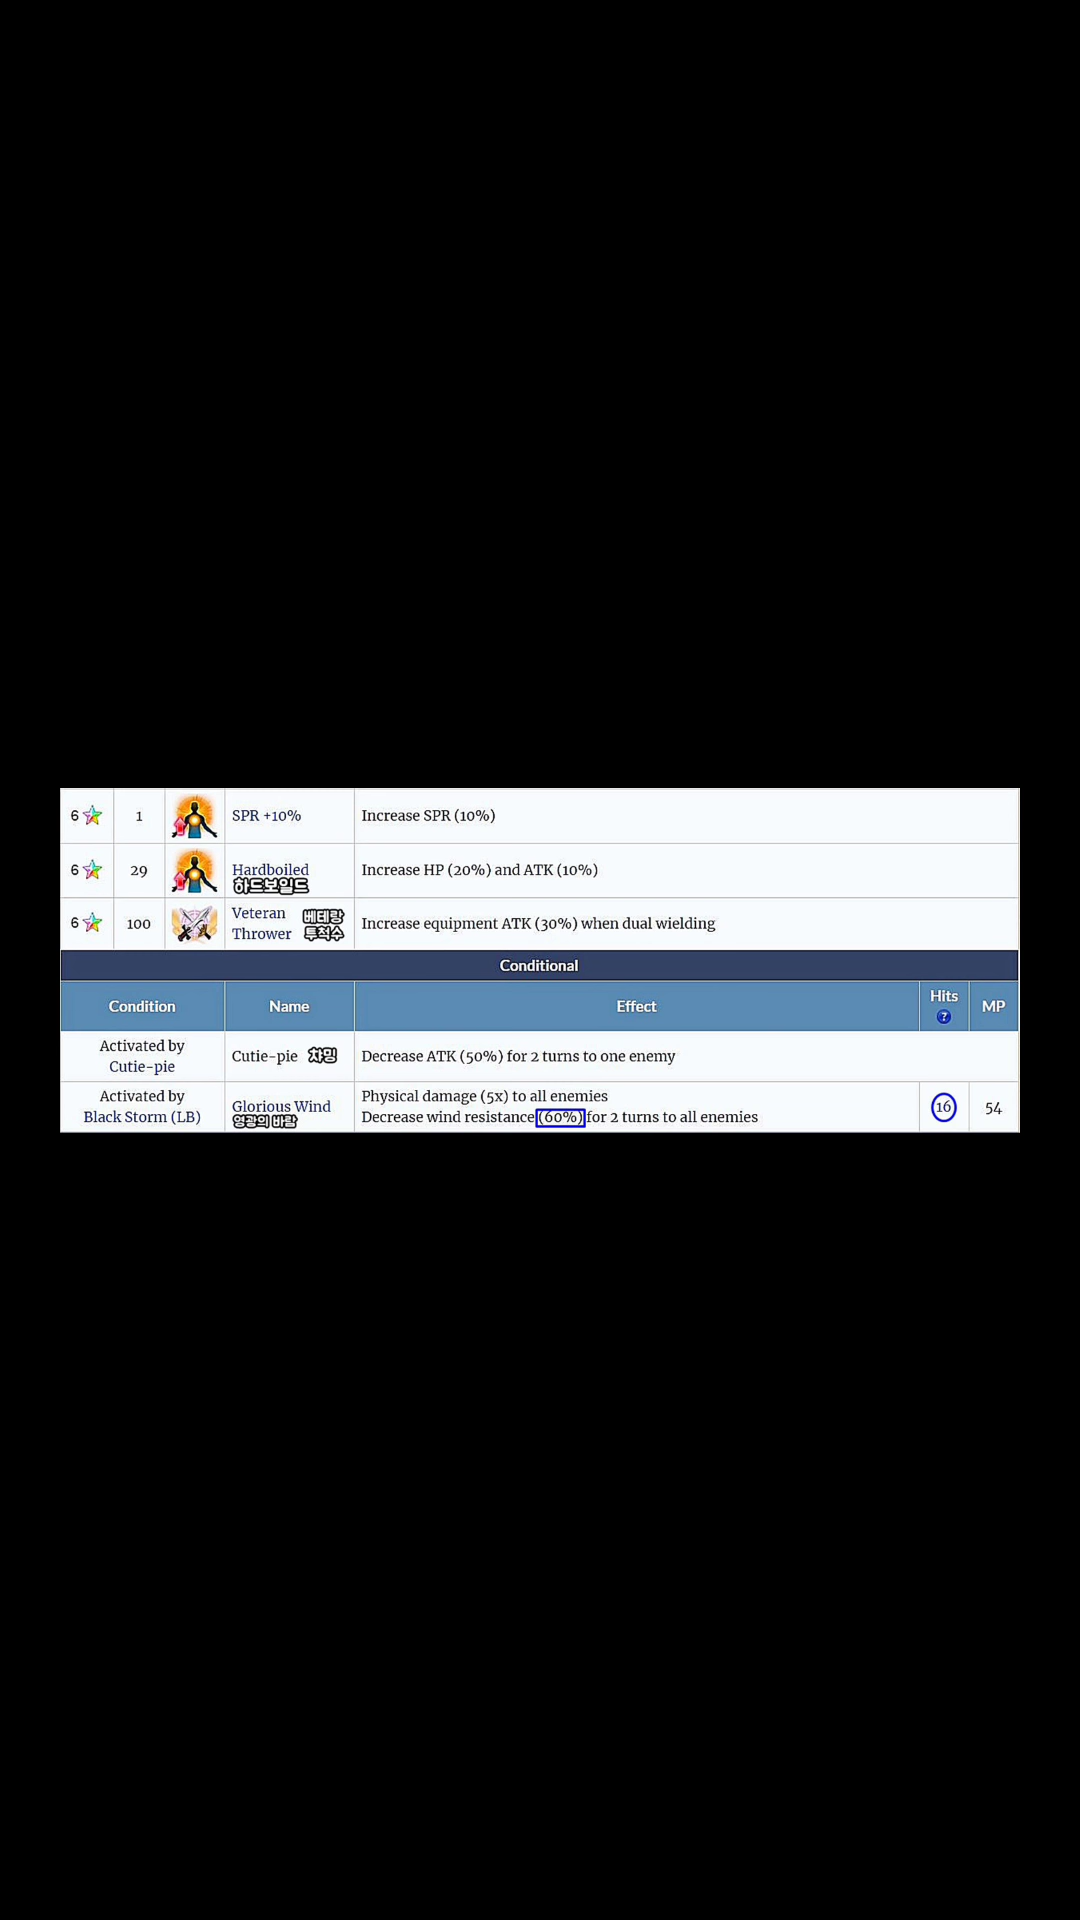 6 1 SPR +10% Increase SPR (10%)
6 29 Hardboiled Increase HP (20%) and ATK (10%)
하드보일드
6 100 Veteran 베테랑 Increase equipment ATK (30%) when dual wielding
Thrower 투척수
Conditional
Condition Name Effect Hits ? MP
Activated by Cutie-pie 차밍 Decrease ATK (50%) for 2 turns to one enemy
Cutie-pie
Activated by Glorious Wind Physical damage (5x) to all enemies 16 54
Black Storm (LB) 영광의 바람 Decrease wind resistance (60%) for 2 turns to all enemies